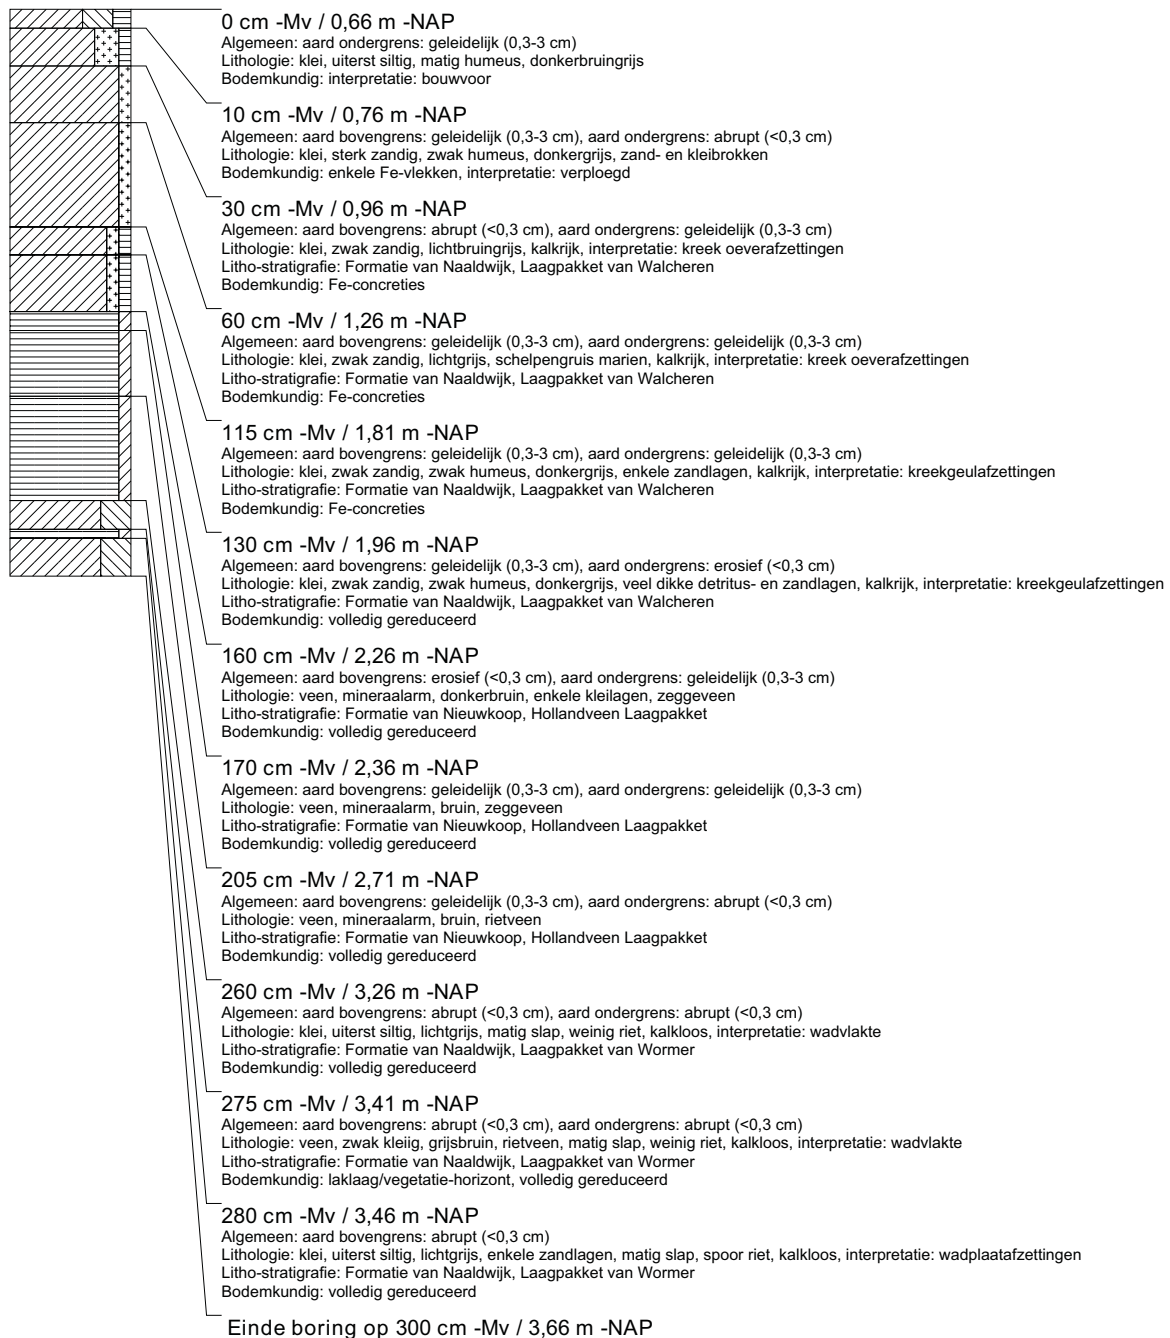 0 cm -Mv / 0,66 m -NAP
Algemeen: aard ondergrens: geleidelijk (0,3-3 cm)
Lithologie: klei, uiterst siltig, matig humeus, donkerbruingrijs
Bodemkundig: interpretatie: bouwvoor
10 cm -Mv / 0,76 m -NAP
Algemeen: aard bovengrens: geleidelijk (0,3-3 cm), aard ondergrens: abrupt (<0,3 cm)
Lithologie: klei, sterk zandig, zwak humeus, donkergrijs, zand- en kleibrokken
Bodemkundig: enkele Fe-vlekken, interpretatie: verploegd
30 cm -Mv / 0,96 m -NAP
Algemeen: aard bovengrens: abrupt (<0,3 cm), aard ondergrens: geleidelijk (0,3-3 cm)
Lithologie: klei, zwak zandig, lichtbruingrijs, kalkrijk, interpretatie: kreek oeverafzettingen
Litho-stratigrafie: Formatie van Naaldwijk, Laagpakket van Walcheren
Bodemkundig: Fe-concreties
60 cm -Mv / 1,26 m -NAP
Algemeen: aard bovengrens: geleidelijk (0,3-3 cm), aard ondergrens: geleidelijk (0,3-3 cm)
Lithologie: klei, zwak zandig, lichtgrijs, schelpengruis marien, kalkrijk, interpretatie: kreek oeverafzettingen
Litho-stratigrafie: Formatie van Naaldwijk, Laagpakket van Walcheren
Bodemkundig: Fe-concreties
115 cm -Mv / 1,81 m -NAP
Algemeen: aard bovengrens: geleidelijk (0,3-3 cm), aard ondergrens: geleidelijk (0,3-3 cm)
Lithologie: klei, zwak zandig, zwak humeus, donkergrijs, enkele zandlagen, kalkrijk, interpretatie: kreekgeulafzettingen
Litho-stratigrafie: Formatie van Naaldwijk, Laagpakket van Walcheren
Bodemkundig: Fe-concreties
130 cm -Mv / 1,96 m -NAP
Algemeen: aard bovengrens: geleidelijk (0,3-3 cm), aard ondergrens: erosief (<0,3 cm)
Lithologie: klei, zwak zandig, zwak humeus, donkergrijs, veel dikke detritus- en zandlagen, kalkrijk, interpretatie: kreekgeulafzettingen
Litho-stratigrafie: Formatie van Naaldwijk, Laagpakket van Walcheren
Bodemkundig: volledig gereduceerd
160 cm -Mv / 2,26 m -NAP
Algemeen: aard bovengrens: erosief (<0,3 cm), aard ondergrens: geleidelijk (0,3-3 cm)
Lithologie: veen, mineraalarm, donkerbruin, enkele kleilagen, zeggeveen
Litho-stratigrafie: Formatie van Nieuwkoop, Hollandveen Laagpakket
Bodemkundig: volledig gereduceerd
170 cm -Mv / 2,36 m -NAP
Algemeen: aard bovengrens: geleidelijk (0,3-3 cm), aard ondergrens: geleidelijk (0,3-3 cm)
Lithologie: veen, mineraalarm, bruin, zeggeveen
Litho-stratigrafie: Formatie van Nieuwkoop, Hollandveen Laagpakket
Bodemkundig: volledig gereduceerd
205 cm -Mv / 2,71 m -NAP
Algemeen: aard bovengrens: geleidelijk (0,3-3 cm), aard ondergrens: abrupt (<0,3 cm)
Lithologie: veen, mineraalarm, bruin, rietveen
Litho-stratigrafie: Formatie van Nieuwkoop, Hollandveen Laagpakket
Bodemkundig: volledig gereduceerd
260 cm -Mv / 3,26 m -NAP
Algemeen: aard bovengrens: abrupt (<0,3 cm), aard ondergrens: abrupt (<0,3 cm)
Lithologie: klei, uiterst siltig, lichtgrijs, matig slap, weinig riet, kalkloos, interpretatie: wadvlakte
Litho-stratigrafie: Formatie van Naaldwijk, Laagpakket van Wormer
Bodemkundig: volledig gereduceerd
275 cm -Mv / 3,41 m -NAP
Algemeen: aard bovengrens: abrupt (<0,3 cm), aard ondergrens: abrupt (<0,3 cm)
Lithologie: veen, zwak kleiig, grijsbruin, rietveen, matig slap, weinig riet, kalkloos, interpretatie: wadvlakte
Litho-stratigrafie: Formatie van Naaldwijk, Laagpakket van Wormer
Bodemkundig: laklaag/vegetatie-horizont, volledig gereduceerd
280 cm -Mv / 3,46 m -NAP
Algemeen: aard bovengrens: abrupt (<0,3 cm)
Lithologie: klei, uiterst siltig, lichtgrijs, enkele zandlagen, matig slap, spoor riet, kalkloos, interpretatie: wadplaatafzettingen
Litho-stratigrafie: Formatie van Naaldwijk, Laagpakket van Wormer
Bodemkundig: volledig gereduceerd
Einde boring op 300 cm -Mv / 3,66 m -NAP